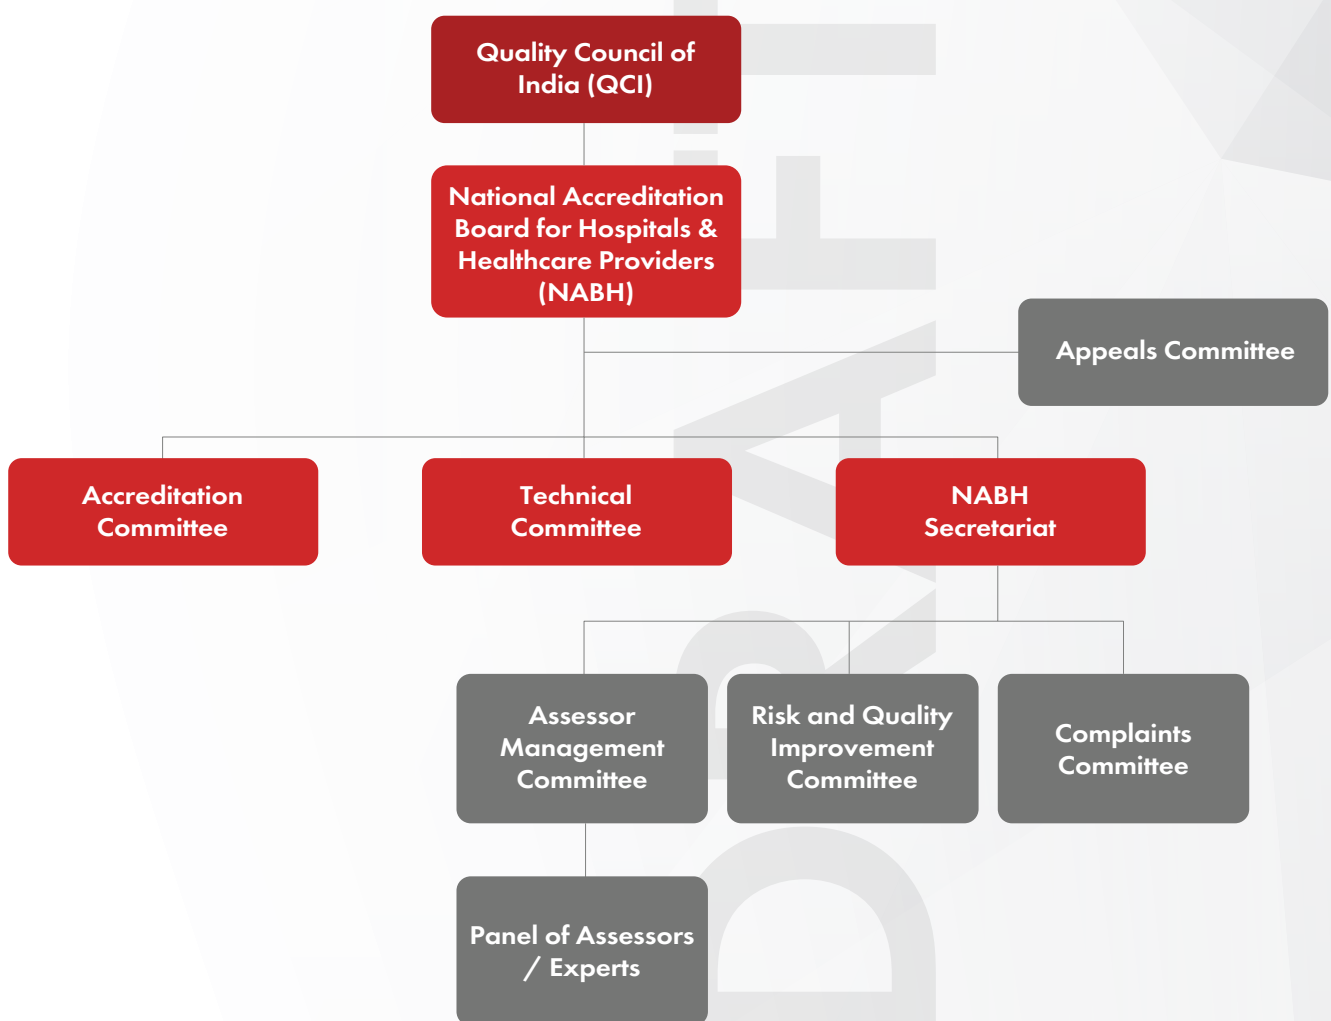 Quality Council of
India (QCI)
National Accreditation
Board for Hospitals &
Healthcare Providers
(NABH)
Appeals Committee
Accreditation
Committee
Technical
Committee
NABH
Secretariat
Assessor
Management
Committee
Risk and Quality
Improvement
Committee
Complaints
Committee
Panel of Assessors
/ Experts
DRAFT